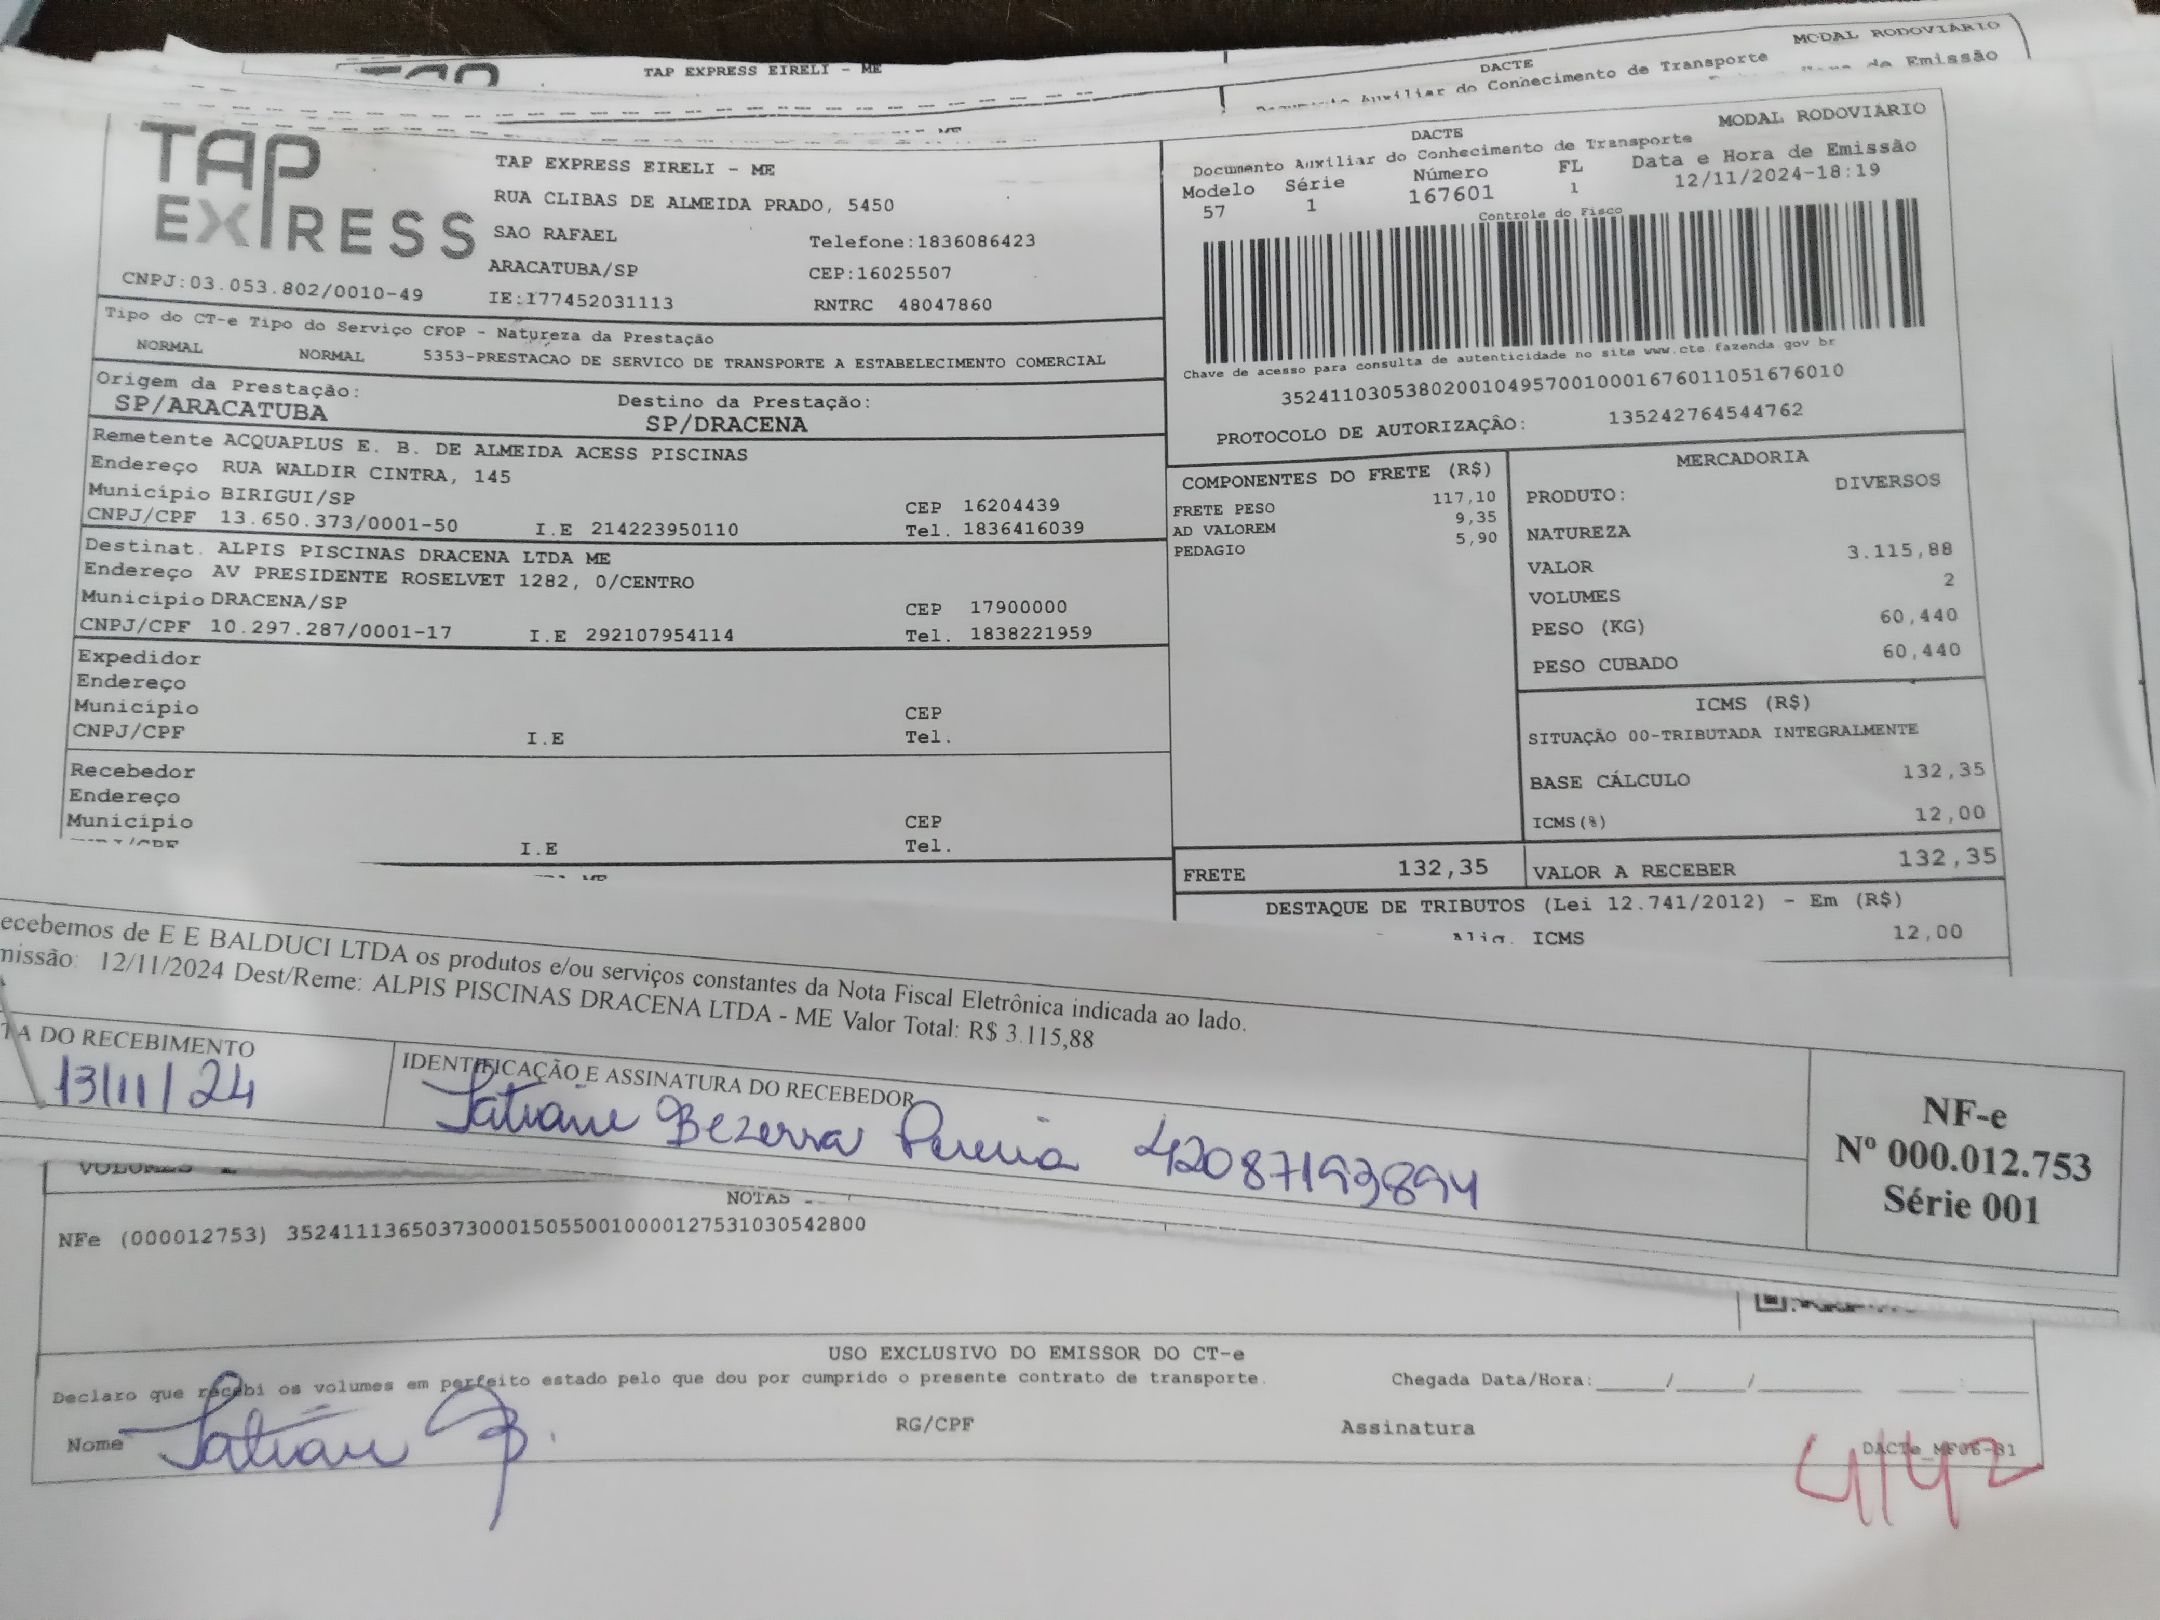 TAP EXPRESS EIRELI - ME
DACTE
MODAL RODOVIÁRIO
Documento Auxiliar do Conhecimento de Transporte
de Emissão
TAP EXPRESS
CNPJ:03.053.802/0010-49
TAP EXPRESS EIRELI - ME
RUA CLIBAS DE ALMEIDA PRADO, 5450
SAO RAFAEL
Telefone:1836086423
ARACATUBA/SP
CEP:16025507
IE:177452031113
RNTRC 48047860
DACTE
MODAL RODOVIÁRIO
Documento Auxiliar do Conhecimento de Transporte
Modelo Série Número FL Data e Hora de Emissão
57 1 167601 1 12/11/2024-18:19
Controle do Fisco
Chave de acesso para consulta de autenticidade no site www.cte.fazenda.gov.br
35241103053802001049570010001676011051676010
PROTOCOLO DE AUTORIZAÇÃO: 135242764544762
Tipo do CT-e Tipo do Serviço CFOP - Natureza da Prestação
NORMAL NORMAL 5353-PRESTACAO DE SERVICO DE TRANSPORTE A ESTABELECIMENTO COMERCIAL
Origem da Prestação: Destino da Prestação:
SP/ARACATUBA SP/DRACENA
Remetente ACQUAPLUS E. B. DE ALMEIDA ACESS PISCINAS
Endereço RUA WALDIR CINTRA, 145
Município BIRIGUI/SP CEP 16204439
CNPJ/CPF 13.650.373/0001-50 I.E 214223950110 Tel. 1836416039
Destinat. ALPIS PISCINAS DRACENA LTDA ME
Endereço AV PRESIDENTE ROSELVET 1282, 0/CENTRO
Município DRACENA/SP CEP 17900000
CNPJ/CPF 10.297.287/0001-17 I.E 292107954114 Tel. 1838221959
Expedidor
Endereço
Município CEP
CNPJ/CPF I.E Tel.
Recebedor
Endereço
Município CEP
I.E Tel.
COMPONENTES DO FRETE (R$)
FRETE PESO 117,10
AD VALOREM 9,35
PEDAGIO 5,90
MERCADORIA
PRODUTO: DIVERSOS
NATUREZA
VALOR 3.115,88
VOLUMES 2
PESO (KG) 60,440
PESO CUBADO 60,440
ICMS (R$)
SITUAÇÃO 00-TRIBUTADA INTEGRALMENTE
BASE CÁLCULO 132,35
ICMS(%) 12,00
FRETE 132,35 VALOR A RECEBER 132,35
DESTAQUE DE TRIBUTOS (Lei 12.741/2012) - Em (R$)
Aliq. ICMS 12,00
ecebemos de E E BALDUCI LTDA os produtos e/ou serviços constantes da Nota Fiscal Eletrônica indicada ao lado.
missão: 12/11/2024 Dest/Reme: ALPIS PISCINAS DRACENA LTDA - ME Valor Total: R$ 3.115,88
TA DO RECEBIMENTO
13/11/24
IDENTIFICAÇÃO E ASSINATURA DO RECEBEDOR
Tatiane Bezerra Pereira 42087193894
NF-e
Nº 000.012.753
Série 001
VOLUMES
NOTAS
NFe (000012753) 35241113650373000150550010000127531030542800
USO EXCLUSIVO DO EMISSOR DO CT-e
Declaro que recebi os volumes em perfeito estado pelo que dou por cumprido o presente contrato de transporte.
Chegada Data/Hora:____/____/______ ____:____
Nome Tatiane B. RG/CPF Assinatura